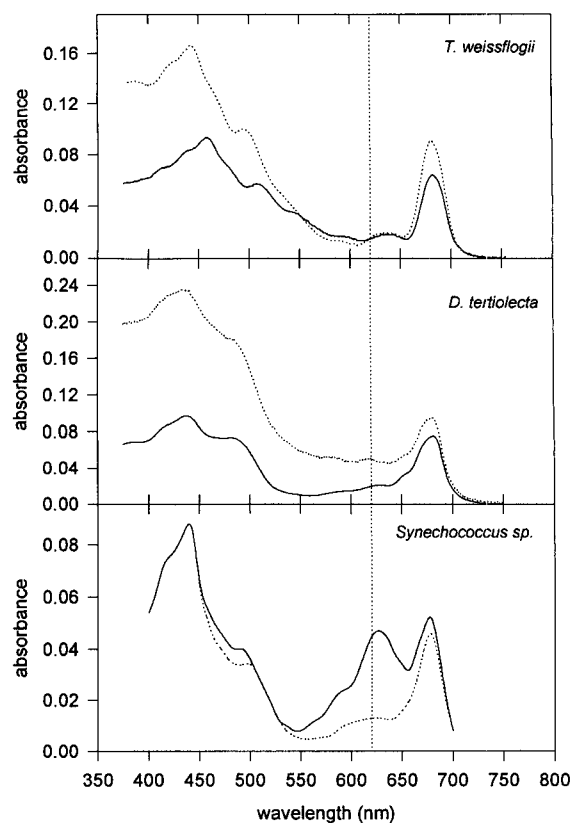 T. weissflogii
absorbance
0.16
0.12
0.08
0.04
0.00
D. tertiolecta
absorbance
0.24
0.20
0.16
0.12
0.08
0.04
0.00
Synechococcus sp.
absorbance
0.08
0.06
0.04
0.02
0.00
350 400 450 500 550 600 650 700 750 800
wavelength (nm)